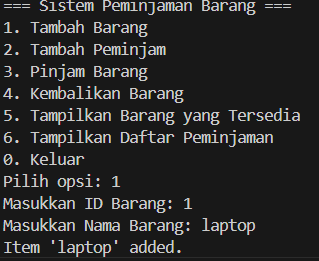 === Sistem Peminjaman Barang ===
1. Tambah Barang
2. Tambah Peminjam
3. Pinjam Barang
4. Kembalikan Barang
5. Tampilkan Barang yang Tersedia
6. Tampilkan Daftar Peminjaman
0. Keluar
Pilih opsi: 1
Masukkan ID Barang: 1
Masukkan Nama Barang: laptop
Item 'laptop' added.